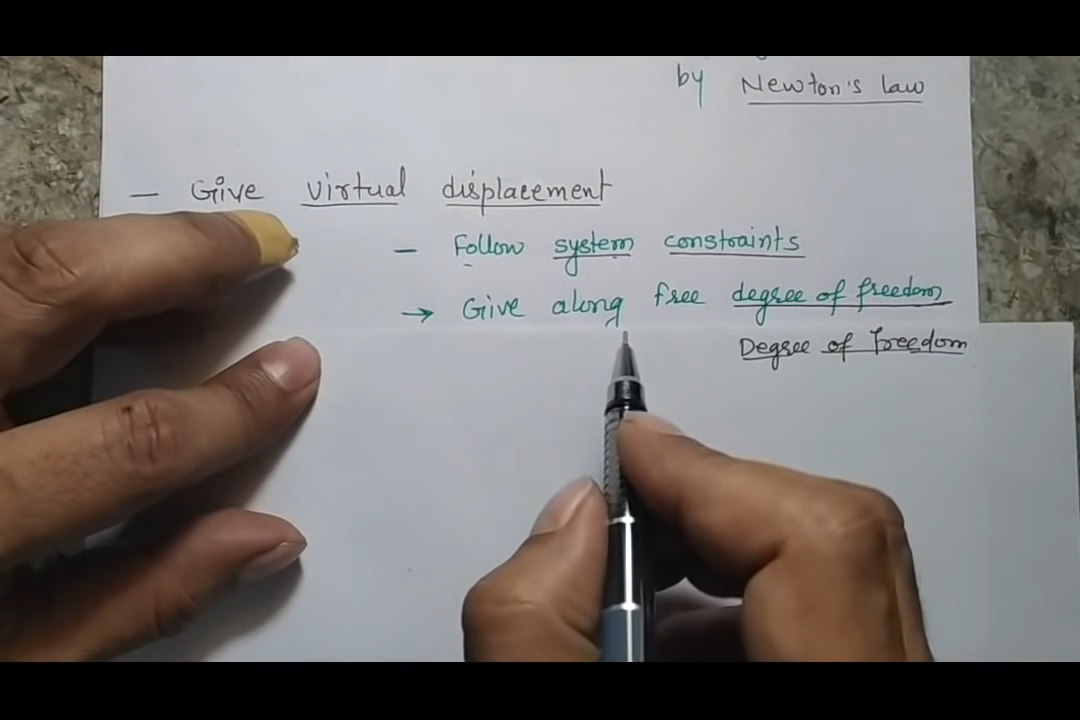 by Newton's law
- Give virtual displacement
- Follow system constraints
→ Give along free degree of freedom
Degree of freedom